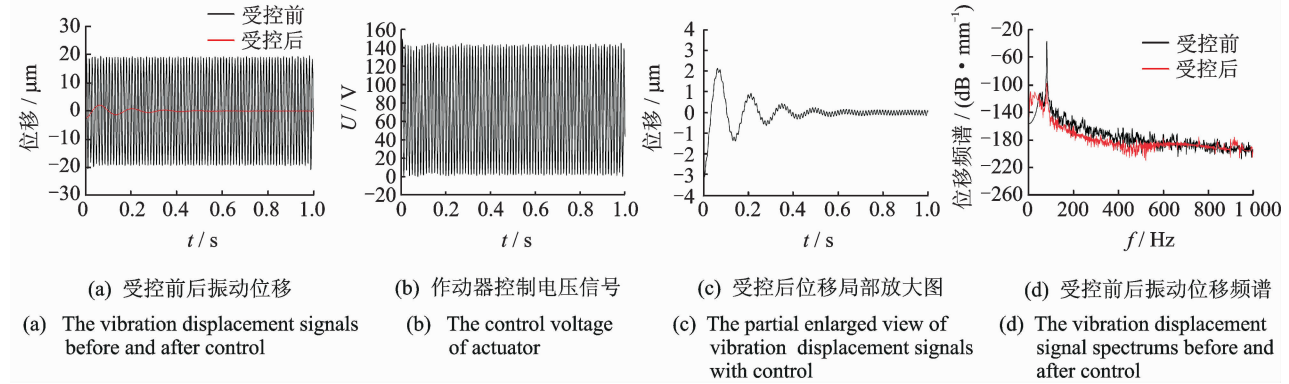 受控前
受控后
30
20
10
0
−10
−20
−30
位移 / μm
0 0.2 0.4 0.6 0.8 1.0
t / s
160
140
120
100
80
60
40
20
0
−20
U / V
0 0.2 0.4 0.6 0.8 1.0
t / s
4
3
2
1
0
−1
−2
−3
−4
位移 / μm
0 0.2 0.4 0.6 0.8 1.0
t / s
受控前
受控后
−20
−60
−100
−140
−180
−220
−260
位移频谱 / (dB·mm⁻¹)
0 200 400 600 800 1 000
f / Hz
(a) 受控前后振动位移
(a) The vibration displacement signals
before and after control
(b) 作动器控制电压信号
(b) The control voltage
of actuator
(c) 受控后位移局部放大图
(c) The partial enlarged view of
vibration displacement signals
with control
(d) 受控前后振动位移频谱
(d) The vibration displacement
signal spectrums before and
after control